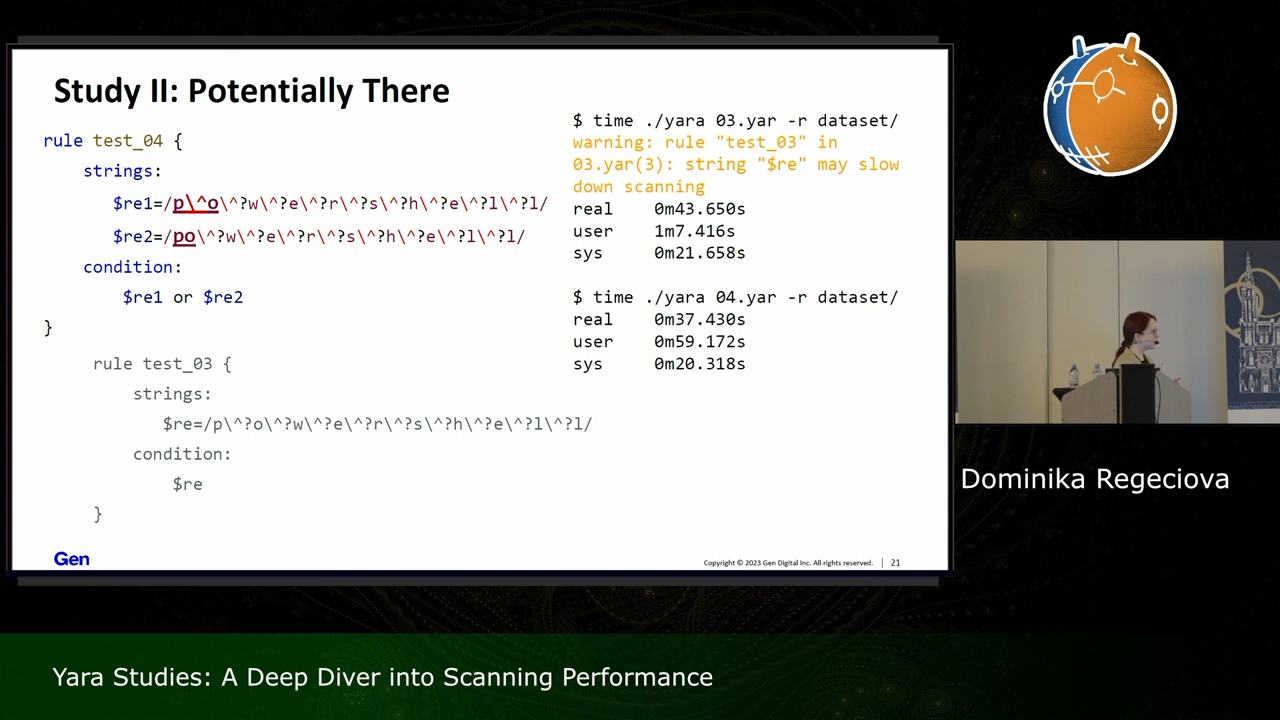 Study II: Potentially There
rule test_04 {
strings:
$re1=/p\^o\^?w\^?e\^?r\^?s\^?h\^?e\^?l\^?l/
$re2=/po\^?w\^?e\^?r\^?s\^?h\^?e\^?l\^?l/
condition:
$re1 or $re2
}
rule test_03 {
strings:
$re=/p\^?o\^?w\^?e\^?r\^?s\^?h\^?e\^?l\^?l/
condition:
$re
}
$ time ./yara 03.yar -r dataset/
warning: rule "test_03" in
03.yar(3): string "$re" may slow
down scanning
real 0m43.650s
user 1m7.416s
sys 0m21.658s
$ time ./yara 04.yar -r dataset/
real 0m37.430s
user 0m59.172s
sys 0m20.318s
Gen
Copyright © 2023 Gen Digital Inc. All rights reserved. | 21
Dominika Regeciova
Yara Studies: A Deep Diver into Scanning Performance